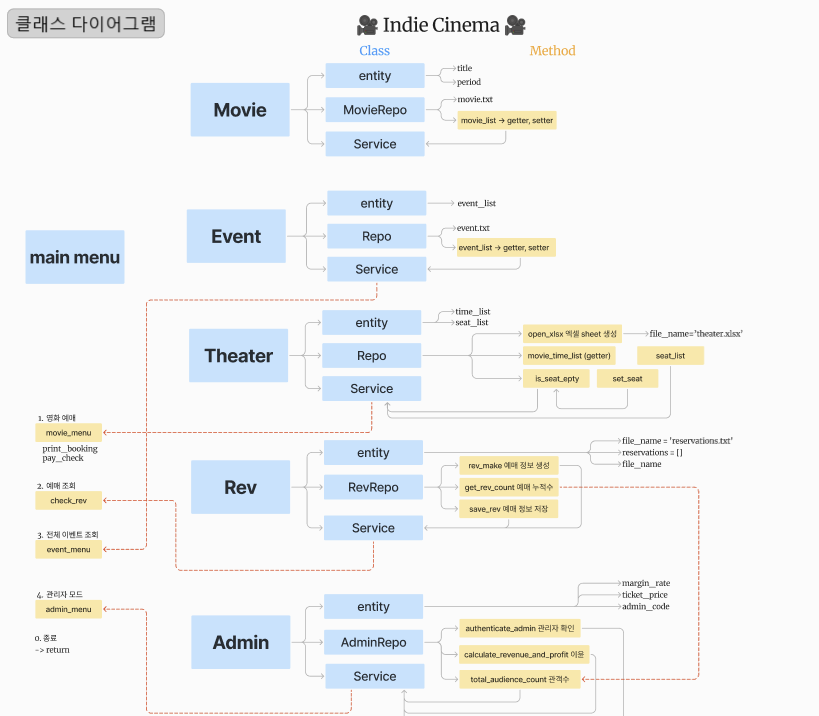 클래스 다이어그램
🎥 Indie Cinema 🎥
Class
Method
Movie
entity
title
period
MovieRepo
movie.txt
movie_list → getter, setter
Service
Event
entity
event_list
Repo
event.txt
event_list → getter, setter
Service
main menu
Theater
entity
time_list
seat_list
Repo
open_xlsx 엑셀 sheet 생성
file_name='theater.xlsx'
movie_time_list (getter)
seat_list
is_seat_epty
set_seat
Service
1. 영화 예매
movie_menu
print_booking
pay_check
2. 예매 조회
check_rev
3. 전체 이벤트 조회
event_menu
4. 관리자 모드
admin_menu
0. 종료
-> return
Rev
entity
file_name = 'reservations.txt'
reservations = []
file_name
RevRepo
rev_make 예매 정보 생성
get_rev_count 예매 누적수
save_rev 예매 정보 저장
Service
Admin
entity
margin_rate
ticket_price
admin_code
AdminRepo
authenticate_admin 관리자 확인
calculate_revenue_and_profit 이윤
total_audience_count 관객수
Service